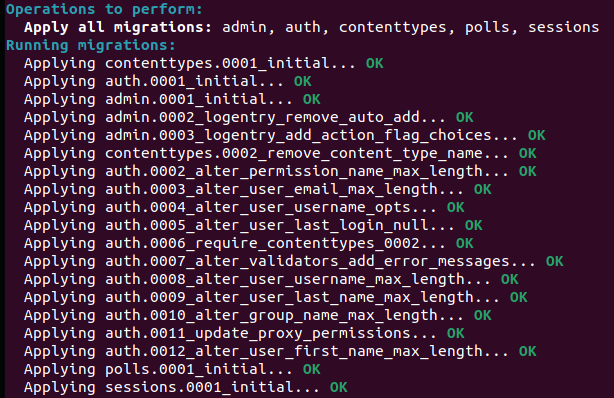 Operations to perform:
Apply all migrations: admin, auth, contenttypes, polls, sessions
Running migrations:
Applying contenttypes.0001_initial... OK
Applying auth.0001_initial... OK
Applying admin.0001_initial... OK
Applying admin.0002_logentry_remove_auto_add... OK
Applying admin.0003_logentry_add_action_flag_choices... OK
Applying contenttypes.0002_remove_content_type_name... OK
Applying auth.0002_alter_permission_name_max_length... OK
Applying auth.0003_alter_user_email_max_length... OK
Applying auth.0004_alter_user_username_opts... OK
Applying auth.0005_alter_user_last_login_null... OK
Applying auth.0006_require_contenttypes_0002... OK
Applying auth.0007_alter_validators_add_error_messages... OK
Applying auth.0008_alter_user_username_max_length... OK
Applying auth.0009_alter_user_last_name_max_length... OK
Applying auth.0010_alter_group_name_max_length... OK
Applying auth.0011_update_proxy_permissions... OK
Applying auth.0012_alter_user_first_name_max_length... OK
Applying polls.0001_initial... OK
Applying sessions.0001_initial... OK